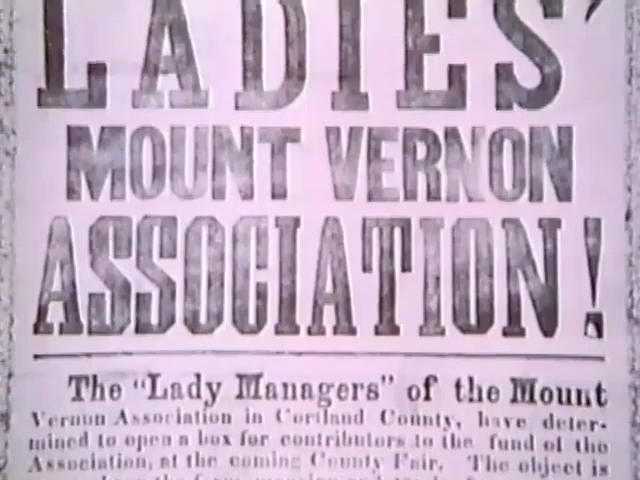 LADIES'
MOUNT VERNON
ASSOCIATION!
The "Lady Managers" of the Mount
Vernon Association in Cortland County, have deter-
mined to open a box for contributors to the fund of the
Association, at the coming County Fair. The object is